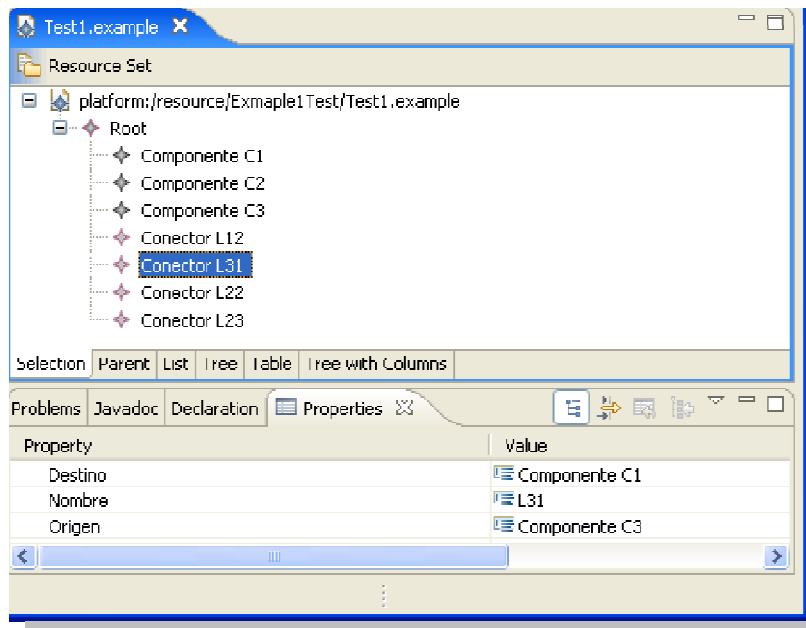 Test1.example
Resource Set
platform:/resource/Exmaple1Test/Test1.example
Root
Componente C1
Componente C2
Componente C3
Conector L12
Conector L31
Conector L22
Conector L23
Selection Parent List Tree Table Tree with Columns
Problems Javadoc Declaration Properties
Property Value
Destino Componente C1
Nombre L31
Origen Componente C3